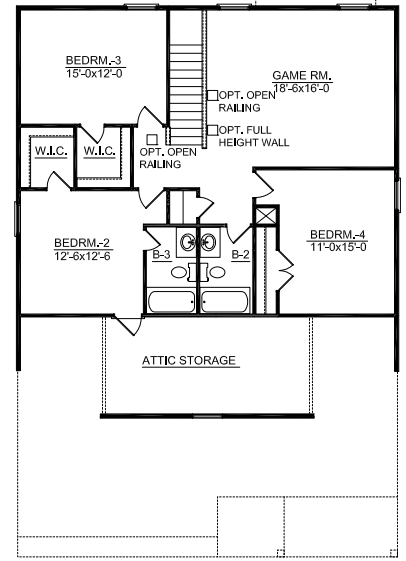 BEDRM.-3
15'-0x12'-0
GAME RM.
18'-6x16'-0
OPT. OPEN
RAILING
OPT. FULL
HEIGHT WALL
W.I.C.
W.I.C.
OPT. OPEN
RAILING
BEDRM.-2
12'-6x12'-6
B-3
B-2
BEDRM.-4
11'-0x15'-0
ATTIC STORAGE